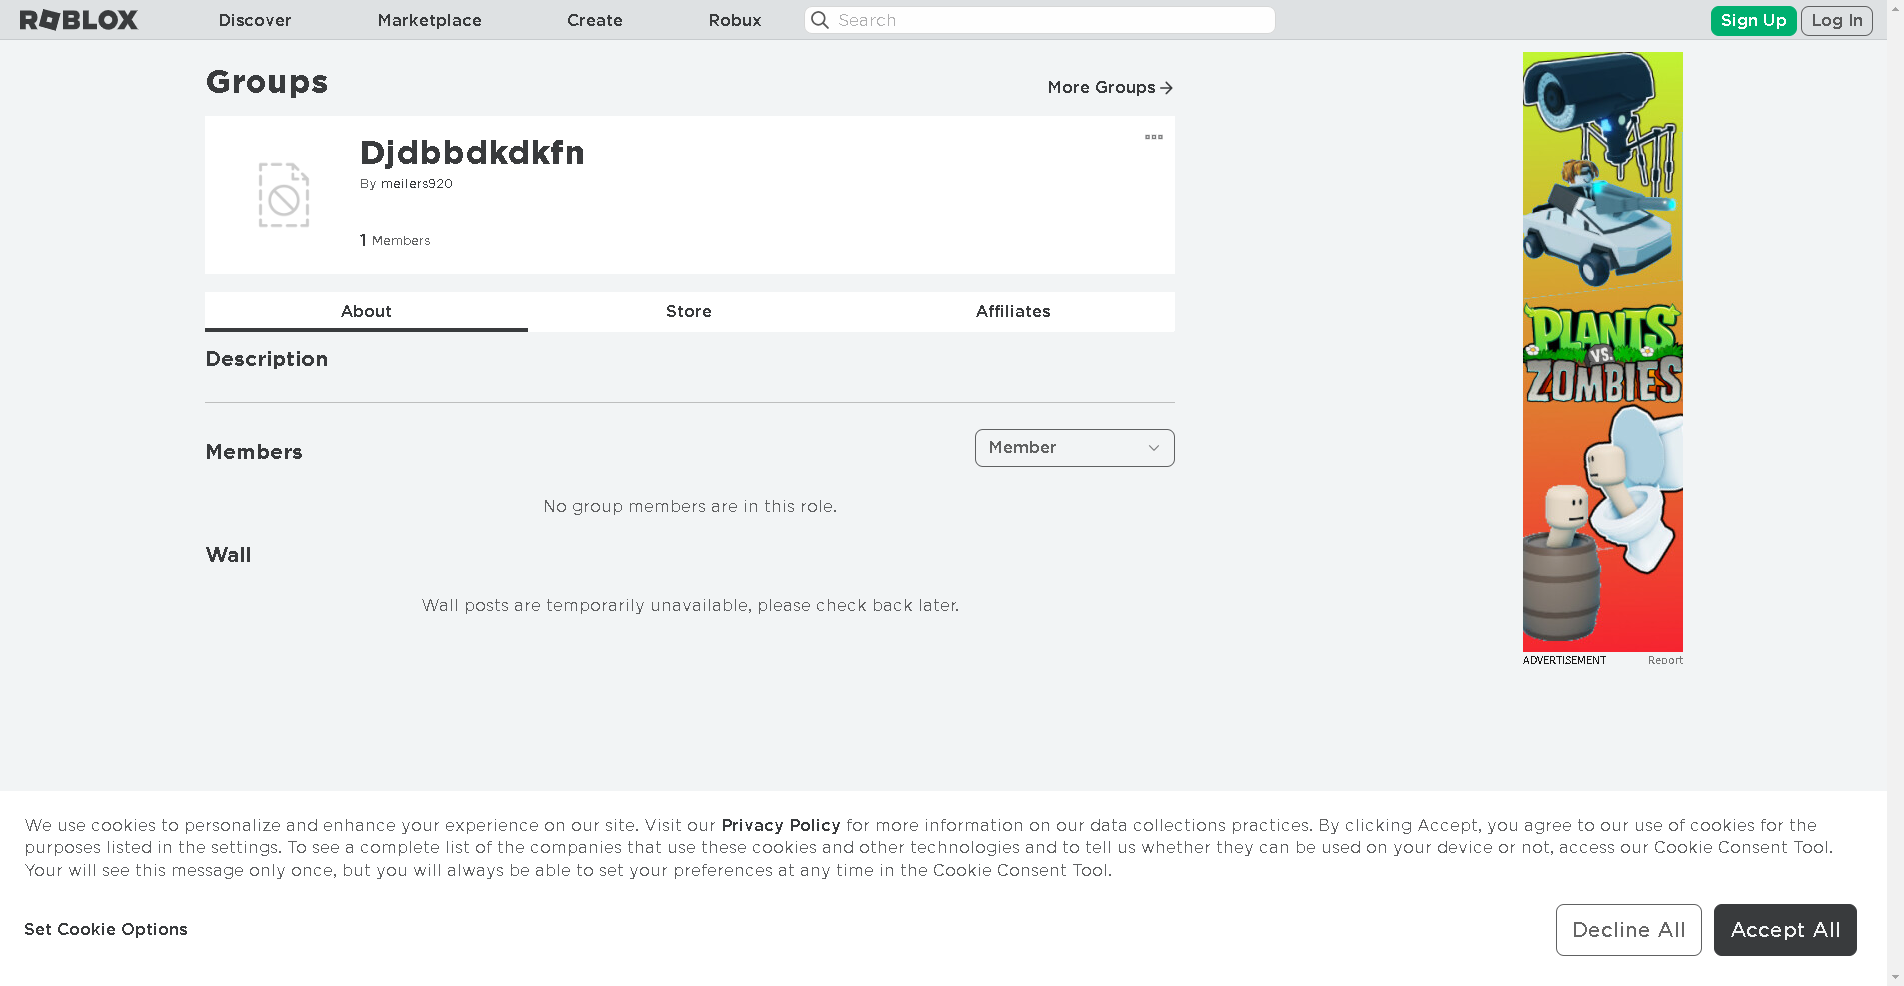 ROBLOX
Discover
Marketplace
Create
Robux
Search
Sign Up
Log In
Groups
More Groups
Djdbbdkdkfn
By meilers920
1 Members
About
Store
Affiliates
Description
Members
Member
No group members are in this role.
Wall
Wall posts are temporarily unavailable, please check back later.
PLANTS
VS.
ZOMBIES
ADVERTISEMENT
Report
We use cookies to personalize and enhance your experience on our site. Visit our Privacy Policy for more information on our data collections practices. By clicking Accept, you agree to our use of cookies for the
purposes listed in the settings. To see a complete list of the companies that use these cookies and other technologies and to tell us whether they can be used on your device or not, access our Cookie Consent Tool.
Your will see this message only once, but you will always be able to set your preferences at any time in the Cookie Consent Tool.
Set Cookie Options
Decline All
Accept All